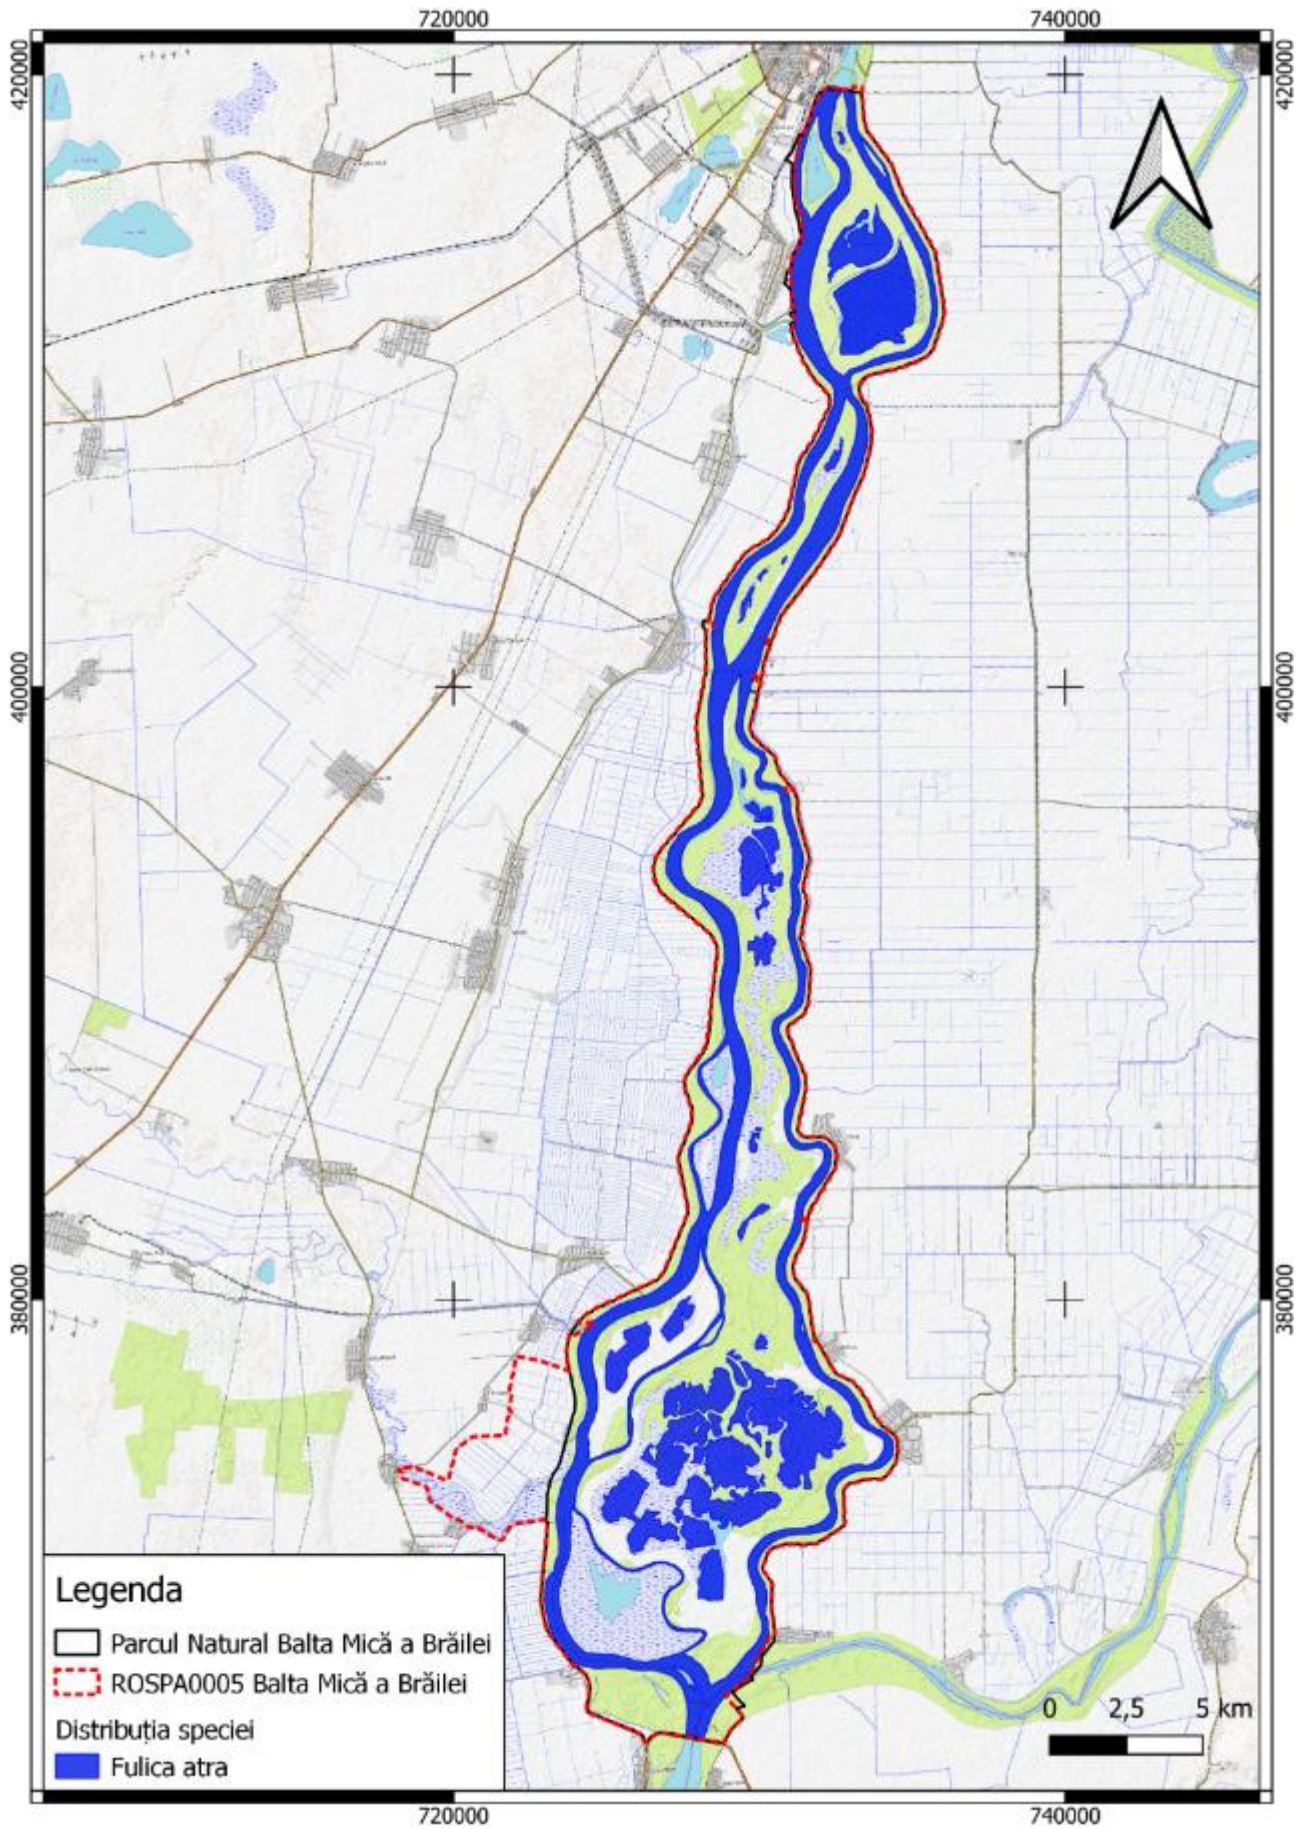 720000 740000
420000 420000
400000 400000
380000 380000
Legenda
Parcul Natural Balta Mică a Brăilei
ROSPA0005 Balta Mică a Brăilei
Distribuția speciei
Fulica atra
0 2,5 5 km
720000 740000